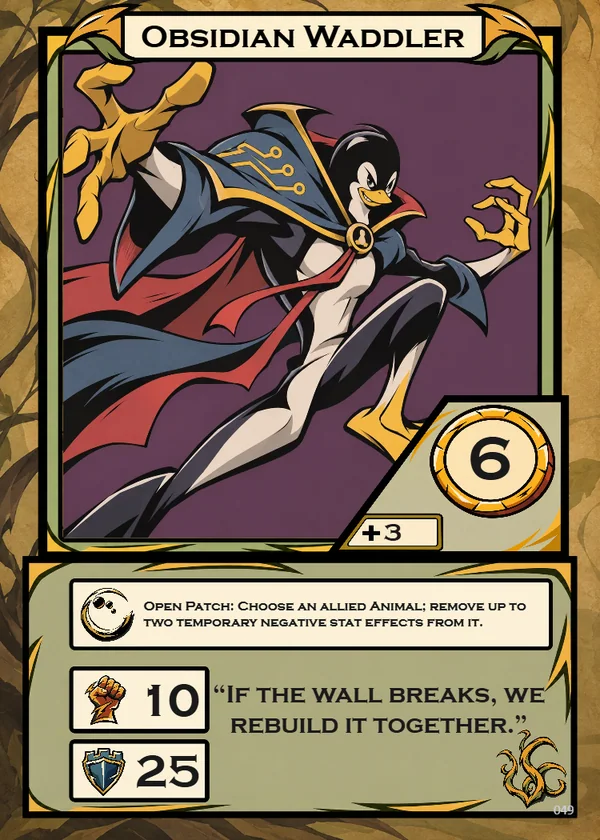 Obsidian Waddler
6
+3
Open Patch: Choose an allied Animal; remove up to
two temporary negative stat effects from it.
10
“If the wall breaks, we
rebuild it together.”
25
049